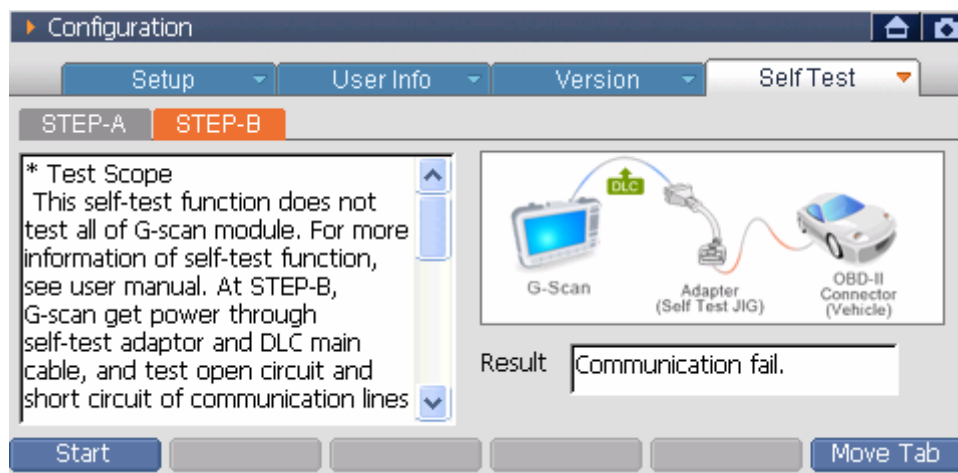 Configuration
Setup
User Info
Version
Self Test
STEP-A
STEP-B
* Test Scope
This self-test function does not
test all of G-scan module. For more
information of self-test function,
see user manual. At STEP-B,
G-scan get power through
self-test adaptor and DLC main
cable, and test open circuit and
short circuit of communication lines
DLC
G-Scan
Adapter
(Self Test JIG)
OBD-II
Connector
(Vehicle)
Result
Communication fail.
Start
Move Tab